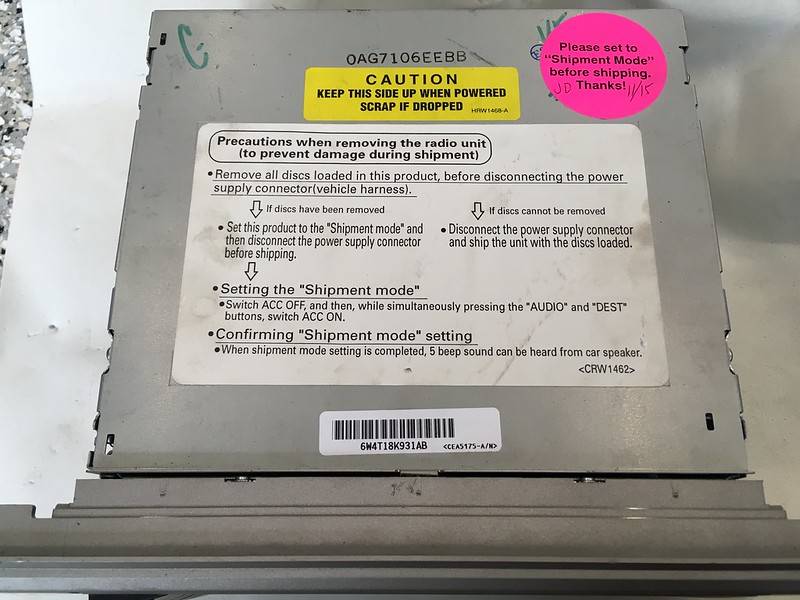 C
0AG7106EEBB
CAUTION
KEEP THIS SIDE UP WHEN POWERED
SCRAP IF DROPPED HRW1468-A
Please set to
"Shipment Mode"
before shipping.
JD Thanks! 11/15
Precautions when removing the radio unit
(to prevent damage during shipment)
•Remove all discs loaded in this product, before disconnecting the power
supply connector(vehicle harness).
If discs have been removed
• Set this product to the "Shipment mode" and
then disconnect the power supply connector
before shipping.
If discs cannot be removed
• Disconnect the power supply connector
and ship the unit with the discs loaded.
•Setting the "Shipment mode"
•Switch ACC OFF, and then, while simultaneously pressing the "AUDIO" and "DEST"
buttons, switch ACC ON.
•Confirming "Shipment mode" setting
•When shipment mode setting is completed, 5 beep sound can be heard from car speaker.
<CRW1462>
6W4T18K931AB <CEA5175-A/N>